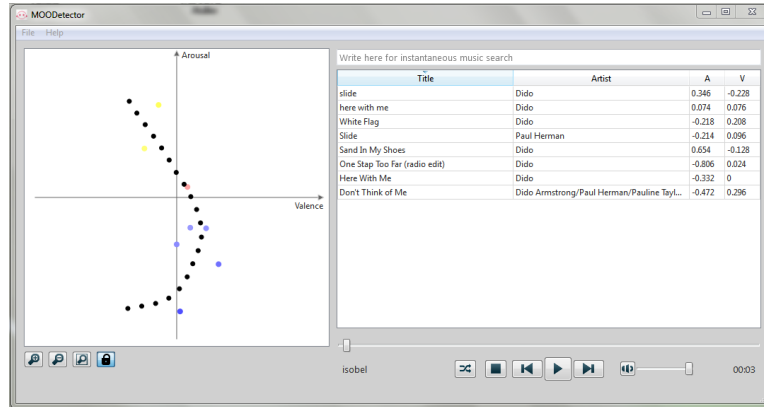 MOODetector
File Help
Arousal
Valence
Write here for instantaneous music search
Title Artist A V
slide Dido 0.346 -0.228
here with me Dido 0.074 0.076
White Flag Dido -0.218 0.208
Slide Paul Herman -0.214 0.096
Sand In My Shoes Dido 0.654 -0.128
One Stap Too Far (radio edit) Dido -0.806 0.024
Here With Me Dido -0.332 0
Don't Think of Me Dido Armstrong/Paul Herman/Pauline Tayl... -0.472 0.296
isobel
00:03